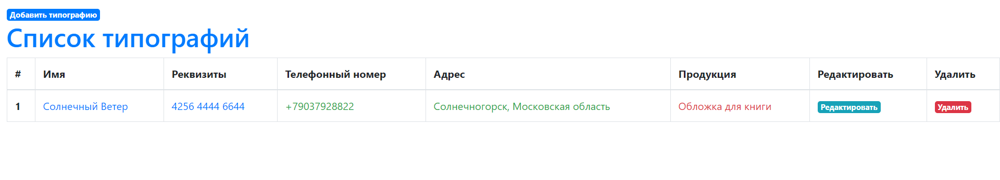 Добавить типографию
Список типографий
# Имя Реквизиты Телефонный номер Адрес Продукция Редактировать Удалить
1 Солнечный Ветер 4256 4444 6644 +79037928822 Солнечногорск, Московская область Обложка для книги Редактировать Удалить